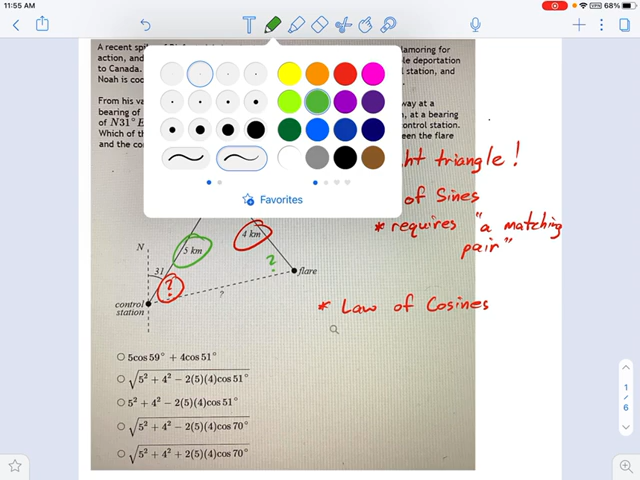 11:55 AM
VPN 68%
A recent spi
lamoring for
action, and
le deportation
to Canada.
l station, and
Noah is coo
From his va
way at a
bearing of
, at a bearing
of N31° E
ontrol station.
Which of th
een the flare
and the co
Favorites
ht triangle!
of Sines
* requires "a matching
pair"
N
5 km
4 km
31
?
?
flare
?
control
station
* Law of Cosines
5cos 59° + 4cos 51°
√5² + 4² − 2(5)(4)cos 51°
5² + 4² − 2(5)(4)cos 51°
√5² + 4² − 2(5)(4)cos 70°
√5² + 4² + 2(5)(4)cos 70°
1
/
6